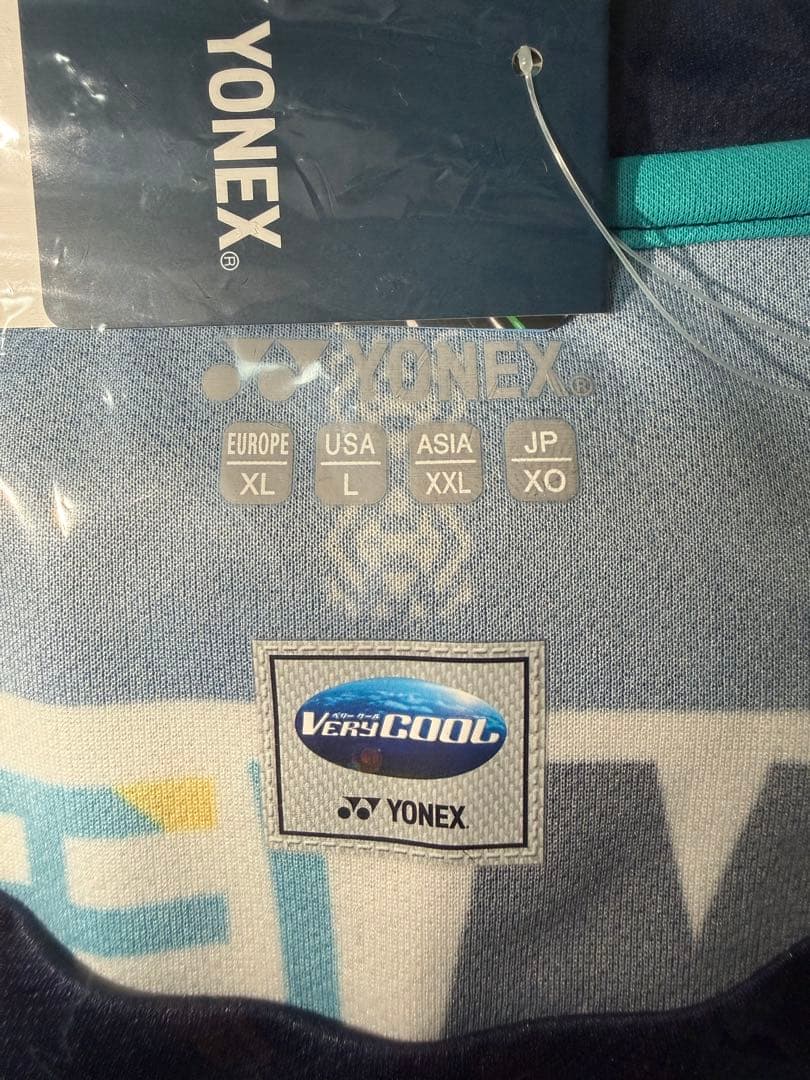 YONEX®
YONEX®
EUROPE USA ASIA JP
XL L XXL XO
ベリー クール
VERYCOOL
YONEX